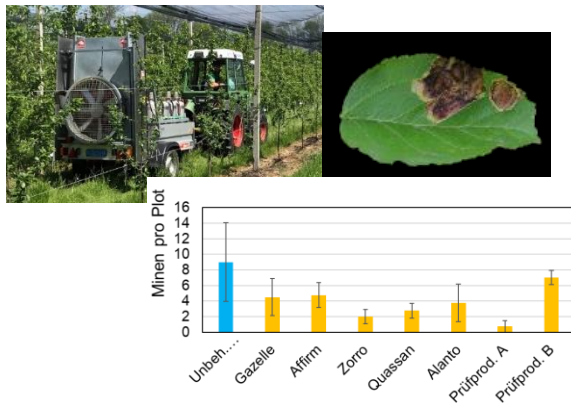 Minen pro Plot
16
14
12
10
8
6
4
2
0
Unbeh....
Gazelle
Affirm
Zorro
Quassan
Alanto
Prüfprod. A
Prüfprod. B